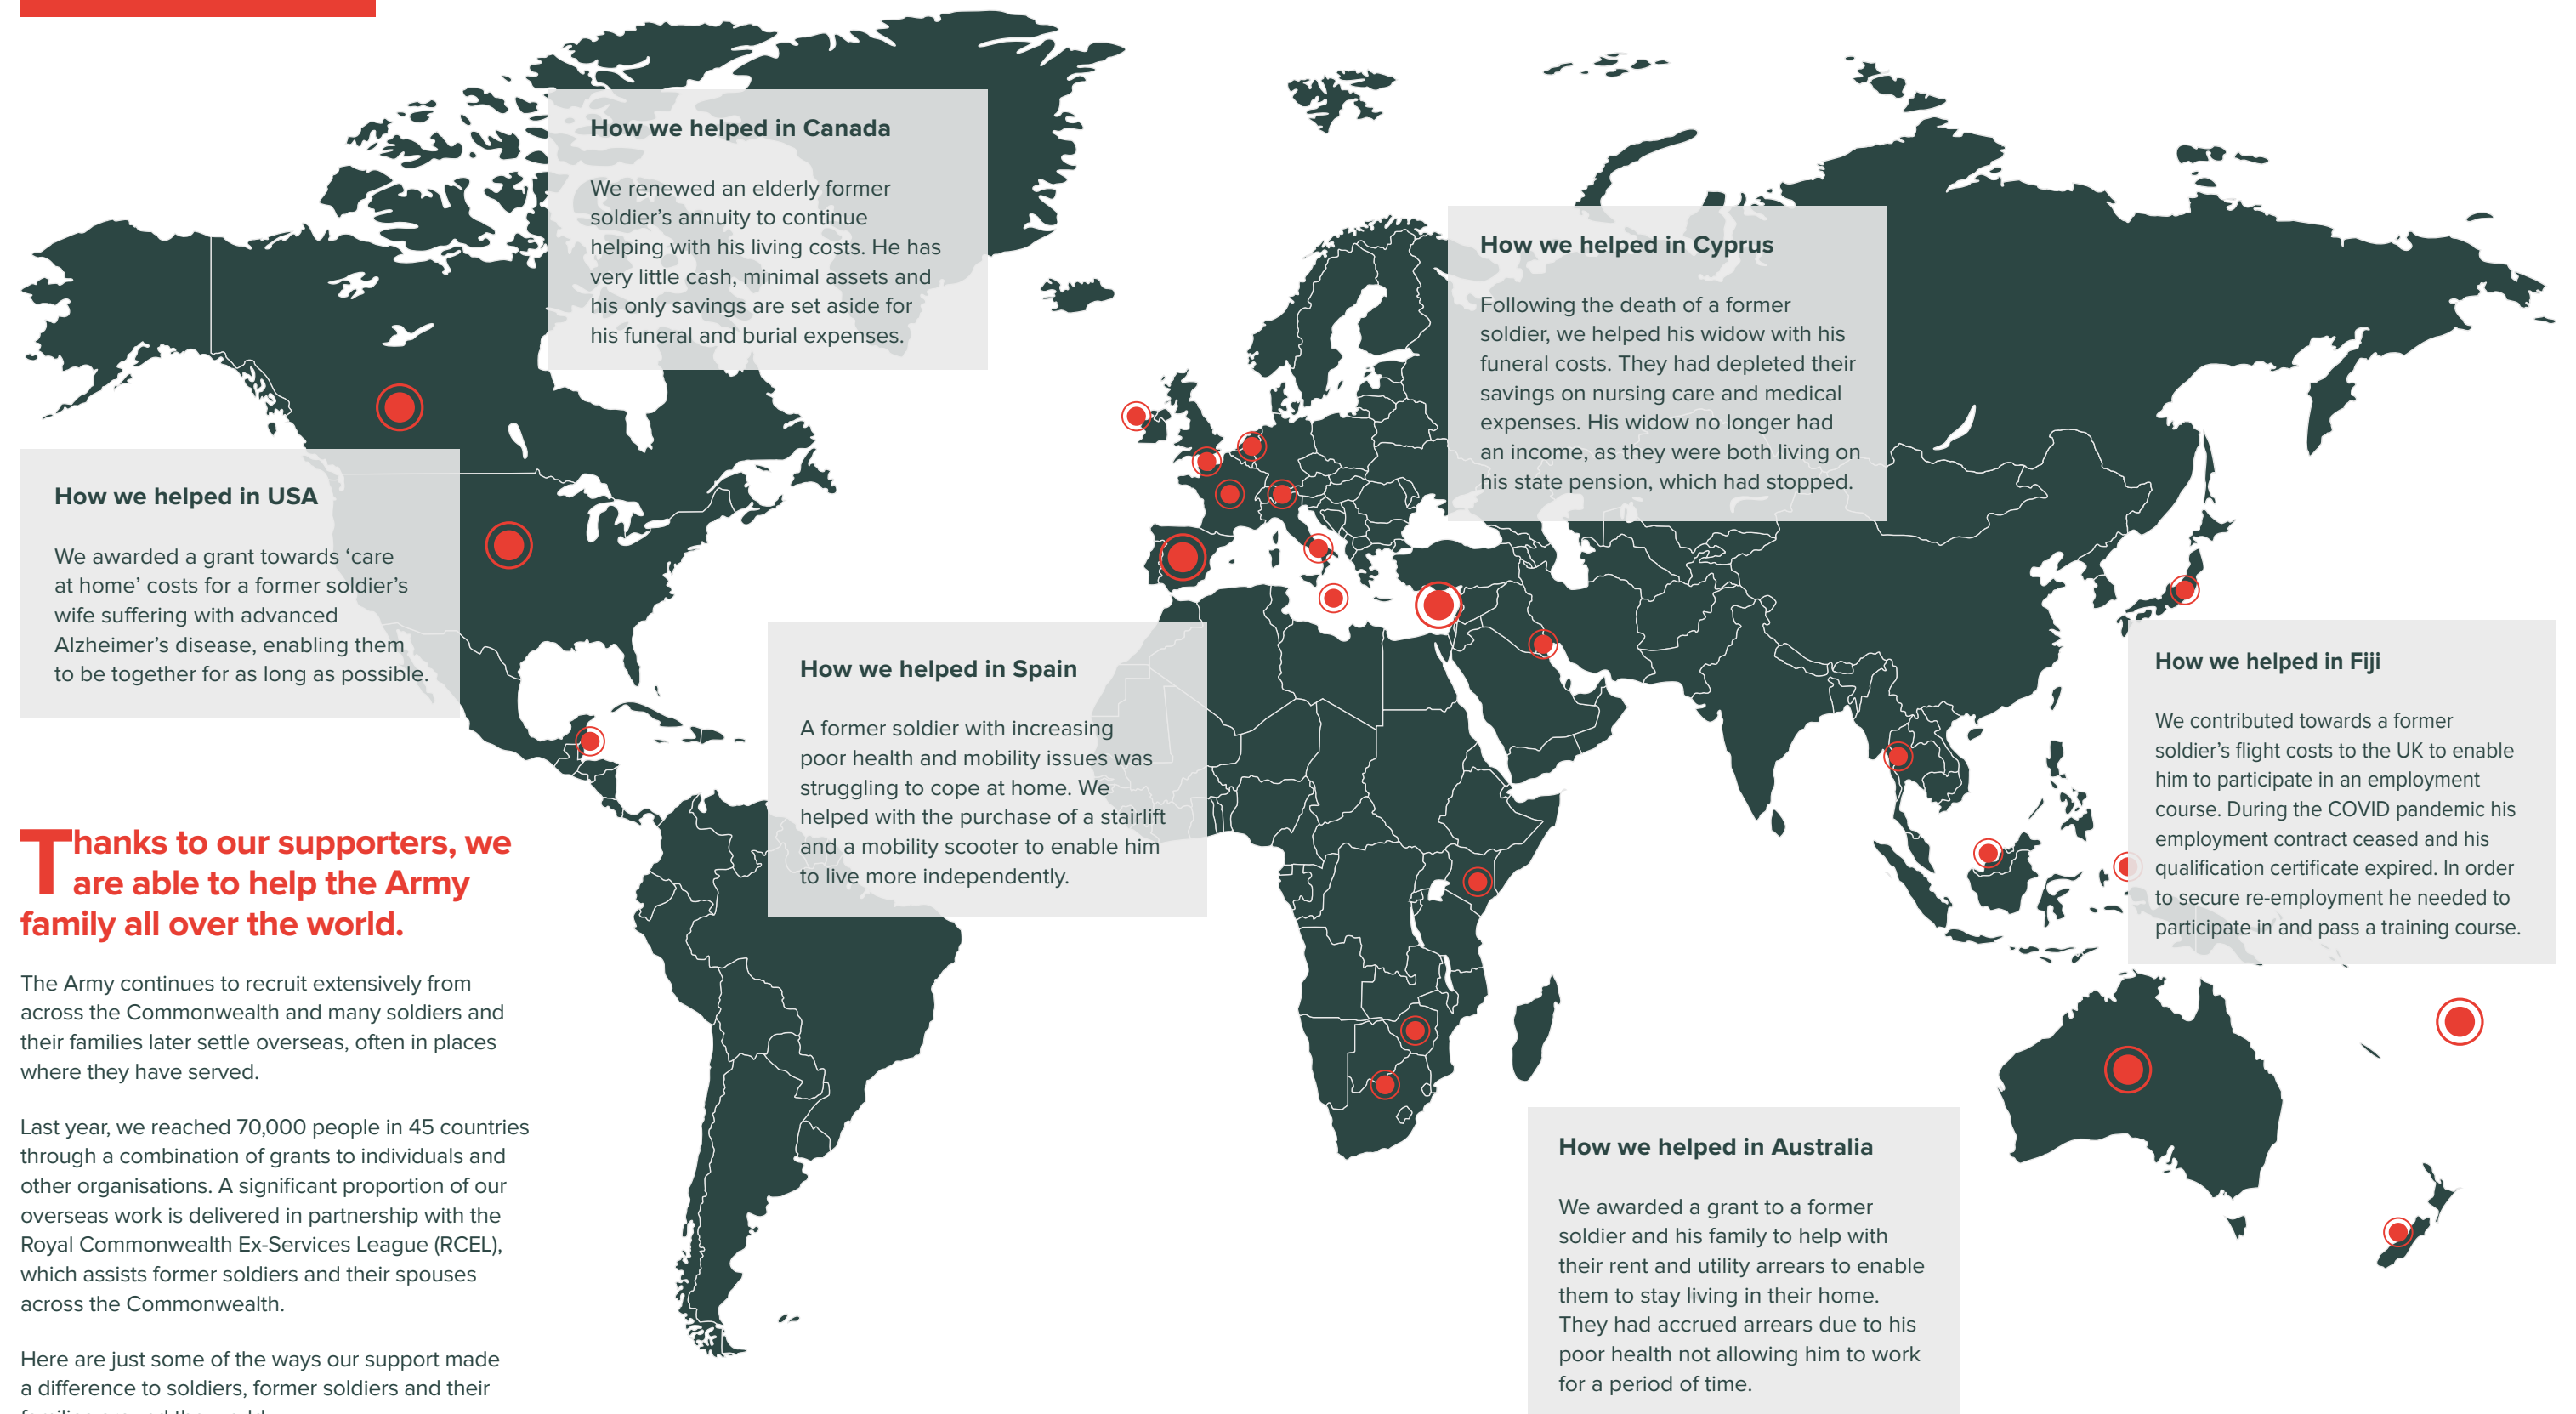 How we helped in Canada
We renewed an elderly former
soldier’s annuity to continue
helping with his living costs. He has
very little cash, minimal assets and
his only savings are set aside for
his funeral and burial expenses.
How we helped in Cyprus
Following the death of a former
soldier, we helped his widow with his
funeral costs. They had depleted their
savings on nursing care and medical
expenses. His widow no longer had
an income, as they were both living on
his state pension, which had stopped.
How we helped in USA
We awarded a grant towards ‘care
at home’ costs for a former soldier’s
wife suffering with advanced
Alzheimer’s disease, enabling them
to be together for as long as possible.
How we helped in Spain
A former soldier with increasing
poor health and mobility issues was
struggling to cope at home. We
helped with the purchase of a stairlift
and a mobility scooter to enable him
to live more independently.
How we helped in Fiji
We contributed towards a former
soldier’s flight costs to the UK to enable
him to participate in an employment
course. During the COVID pandemic his
employment contract ceased and his
qualification certificate expired. In order
to secure re-employment he needed to
participate in and pass a training course.
Thanks to our supporters, we
are able to help the Army
family all over the world.
The Army continues to recruit extensively from
across the Commonwealth and many soldiers and
their families later settle overseas, often in places
where they have served.
Last year, we reached 70,000 people in 45 countries
through a combination of grants to individuals and
other organisations. A significant proportion of our
overseas work is delivered in partnership with the
Royal Commonwealth Ex-Services League (RCEL),
which assists former soldiers and their spouses
across the Commonwealth.
Here are just some of the ways our support made
a difference to soldiers, former soldiers and their
How we helped in Australia
We awarded a grant to a former
soldier and his family to help with
their rent and utility arrears to enable
them to stay living in their home.
They had accrued arrears due to his
poor health not allowing him to work
for a period of time.